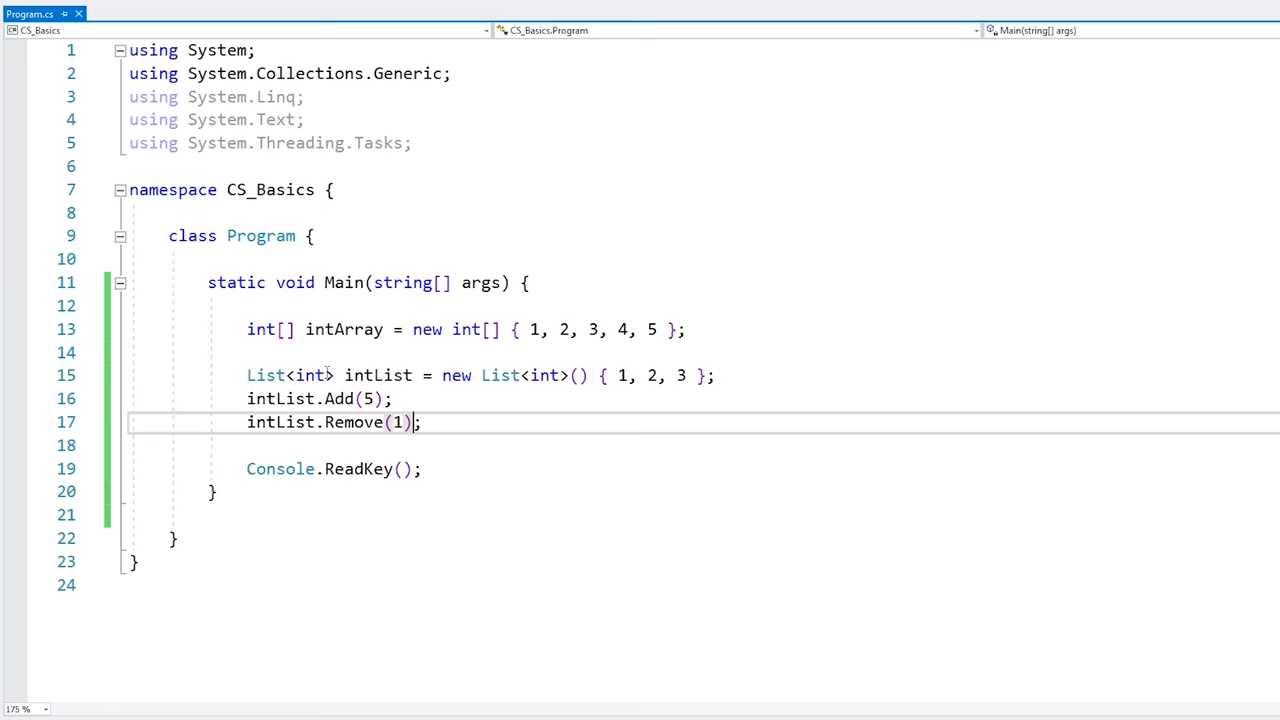 Program.cs
CS_Basics CS_Basics.Program Main(string[] args)
1 using System;
2 using System.Collections.Generic;
3 using System.Linq;
4 using System.Text;
5 using System.Threading.Tasks;
6
7 namespace CS_Basics {
8
9 class Program {
10
11 static void Main(string[] args) {
12
13 int[] intArray = new int[] { 1, 2, 3, 4, 5 };
14
15 List<int> intList = new List<int>() { 1, 2, 3 };
16 intList.Add(5);
17 intList.Remove(1);
18
19 Console.ReadKey();
20 }
21
22 }
23 }
24
175 %